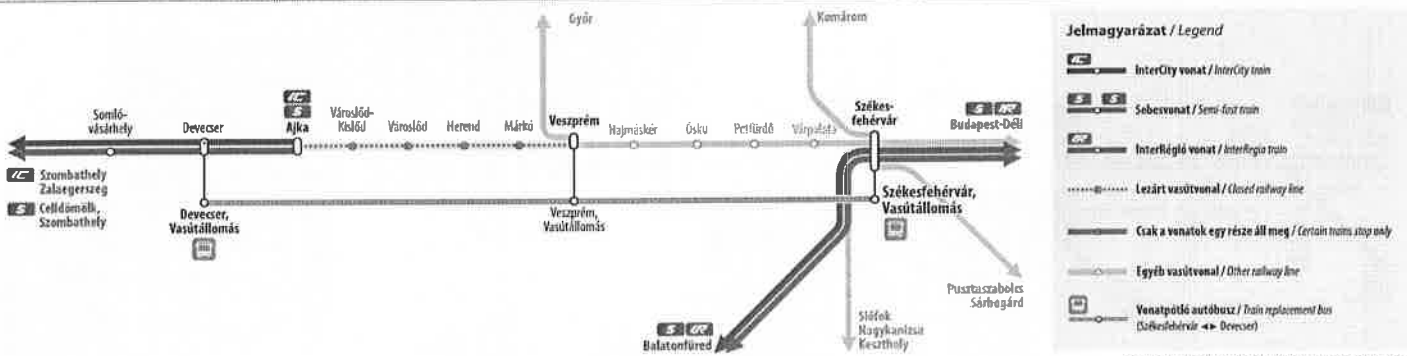 Győr
Komárom
Somló-
vásárhely
Devecser
IC
S
Ajka
Városlőd-
Kislőd
Városlőd
Herend
Márkó
Veszprém
Hajmáskér
Ősku
Pétfürdő
Várpalota
Székes-
fehérvár
S IR
Budapest-Déli
IC Szombathely
Zalaegerszeg
S Celldömölk,
Szombathely
Devecser,
Vasútállomás
Veszprém,
Vasútállomás
Székesfehérvár,
Vasútállomás
S IR
Balatonfüred
Siófok
Nagykanizsa
Keszthely
Pusztaszabolcs
Sárbogárd
Jelmagyarázat / Legend
IC
InterCity vonat / InterCity train
S S
Sebesvonat / Semi-fast train
IR
InterRégió vonat / InterRegio train
Lezárt vasútvonal / Closed railway line
Csak a vonatok egy része áll meg / Certain trains stop only
Egyéb vasútvonal / Other railway line
Vonatpótló autóbusz / Train replacement bus
(Székesfehérvár ◄► Devecser)